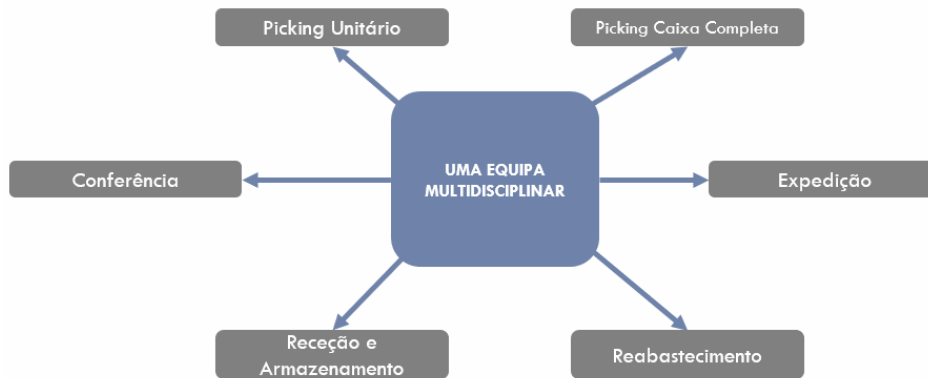 Picking Unitário
Picking Caixa Completa
Conferência
UMA EQUIPA
MULTIDISCIPLINAR
Expedição
Receção e
Armazenamento
Reabastecimento